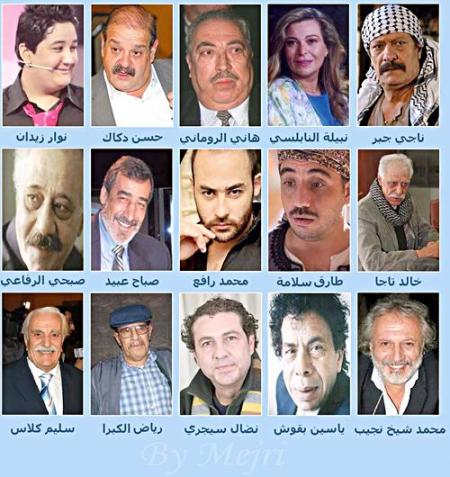 ناجي جبر نبيلة النابلسي هاني الروماني حسن دكاك نوار زيدان
خالد تاجا طارق سلامة محمد رافع صباح عبيد صبحي الرفاعي
محمد شيخ نجيب ياسين بقوش نضال سيجري رياض الكبرا سليم كلاس
By Mejri